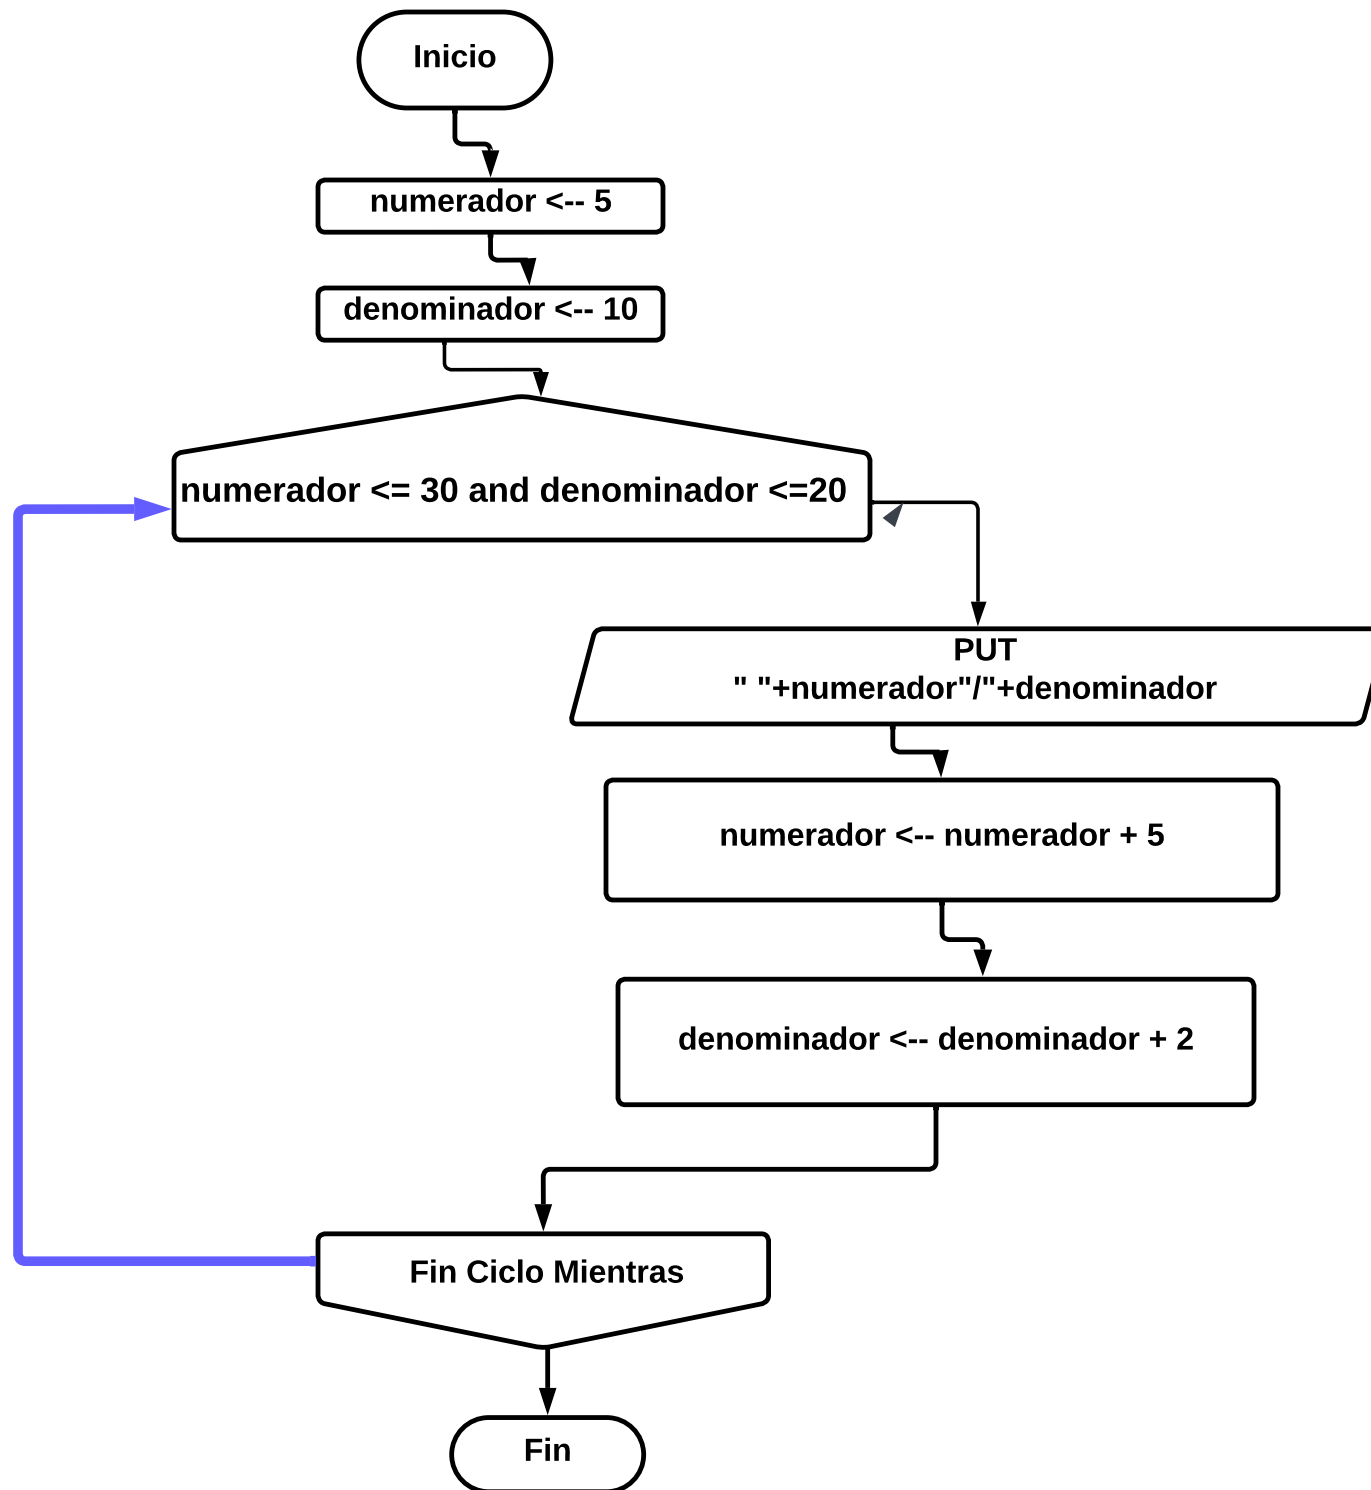 Inicio
numerador <-- 5
denominador <-- 10
numerador <= 30 and denominador <=20
PUT
" "+numerador"/"+denominador
numerador <-- numerador + 5
denominador <-- denominador + 2
Fin Ciclo Mientras
Fin